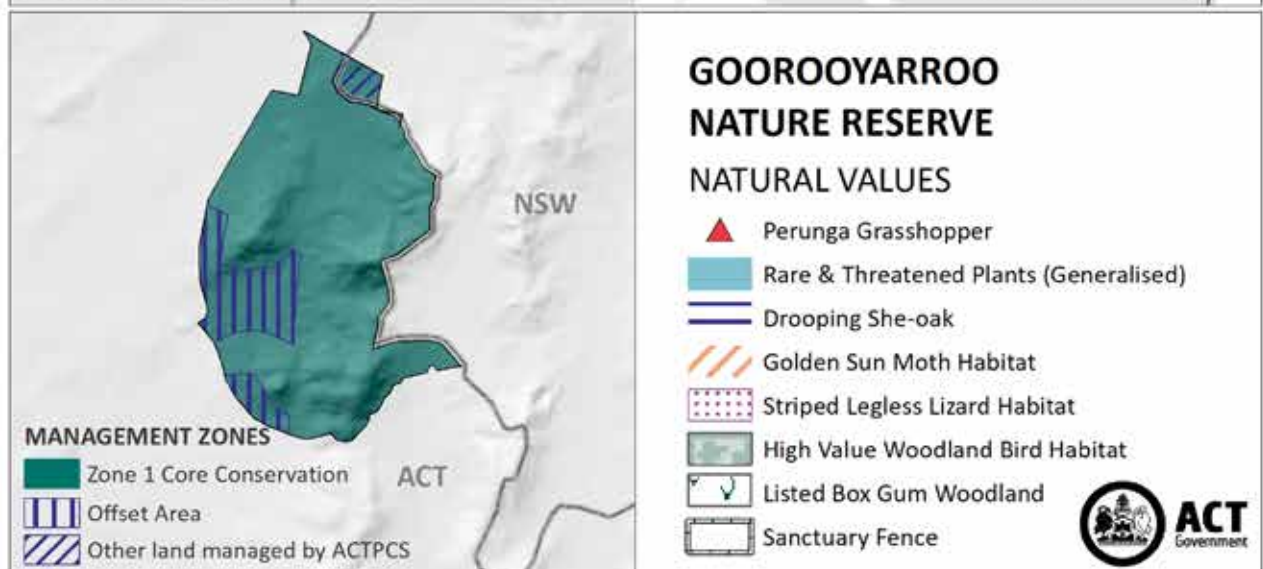 NSW
ACT
MANAGEMENT ZONES
Zone 1 Core Conservation
Offset Area
Other land managed by ACTPCS
GOOROOYARROO
NATURE RESERVE
NATURAL VALUES
Perunga Grasshopper
Rare & Threatened Plants (Generalised)
Drooping She-oak
Golden Sun Moth Habitat
Striped Legless Lizard Habitat
High Value Woodland Bird Habitat
Listed Box Gum Woodland
Sanctuary Fence
ACT
Government